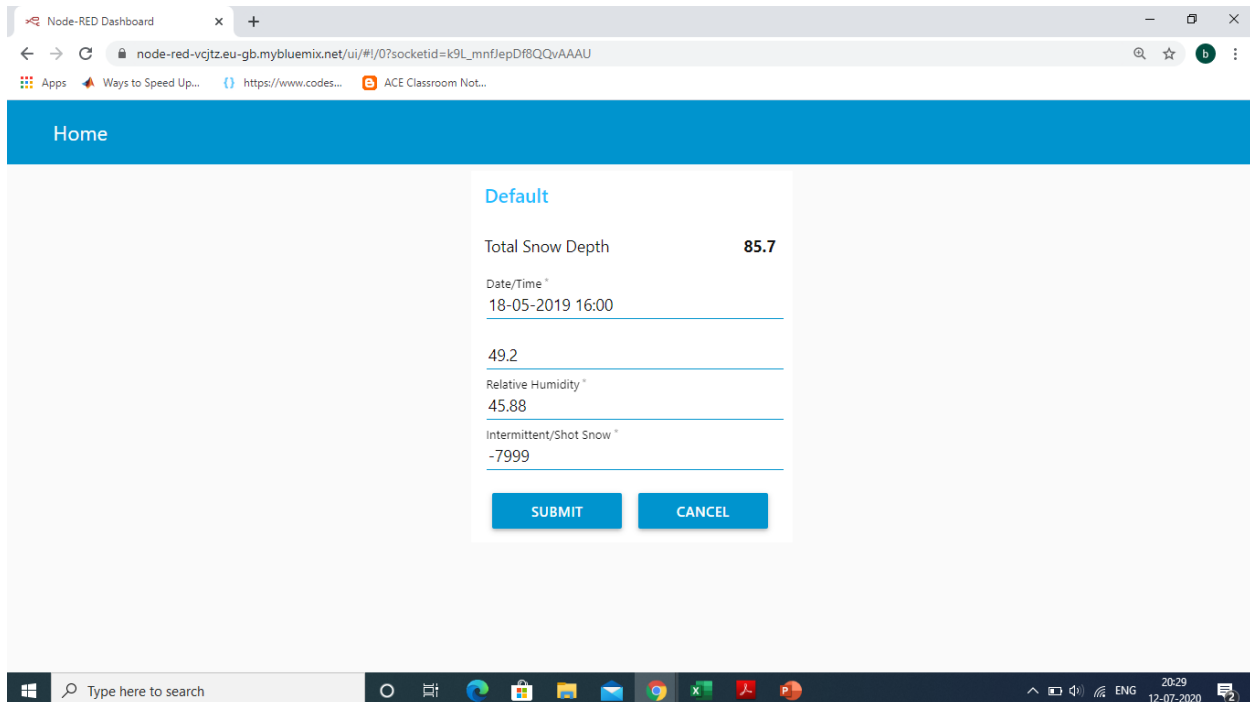 Node-RED Dashboard
node-red-vcjtz.eu-gb.mybluemix.net/ui/#!/0?socketid=k9L_mnfJepDf8QQvAAAU
b
Apps Ways to Speed Up... {} https://www.codes... ACE Classroom Not...
Home
Default
Total Snow Depth 85.7
Date/Time *
18-05-2019 16:00
49.2
Relative Humidity *
45.88
Intermittent/Shot Snow *
-7999
SUBMIT CANCEL
Type here to search
ENG
20:29
12-07-2020
2